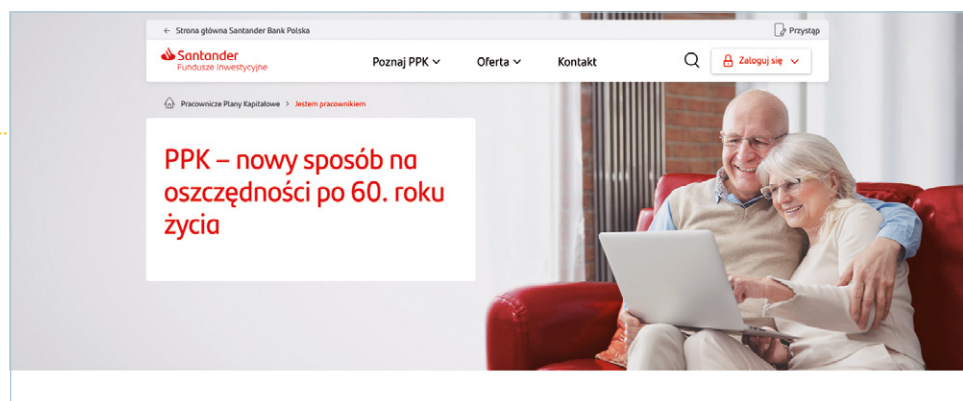 ← Strona główna Santander Bank Polska
Przystąp
Santander
Fundusze Inwestycyjne
Poznaj PPK
Oferta
Kontakt
Zaloguj się
Pracownicze Plany Kapitałowe > Jestem pracownikiem
PPK – nowy sposób na
oszczędności po 60. roku
życia